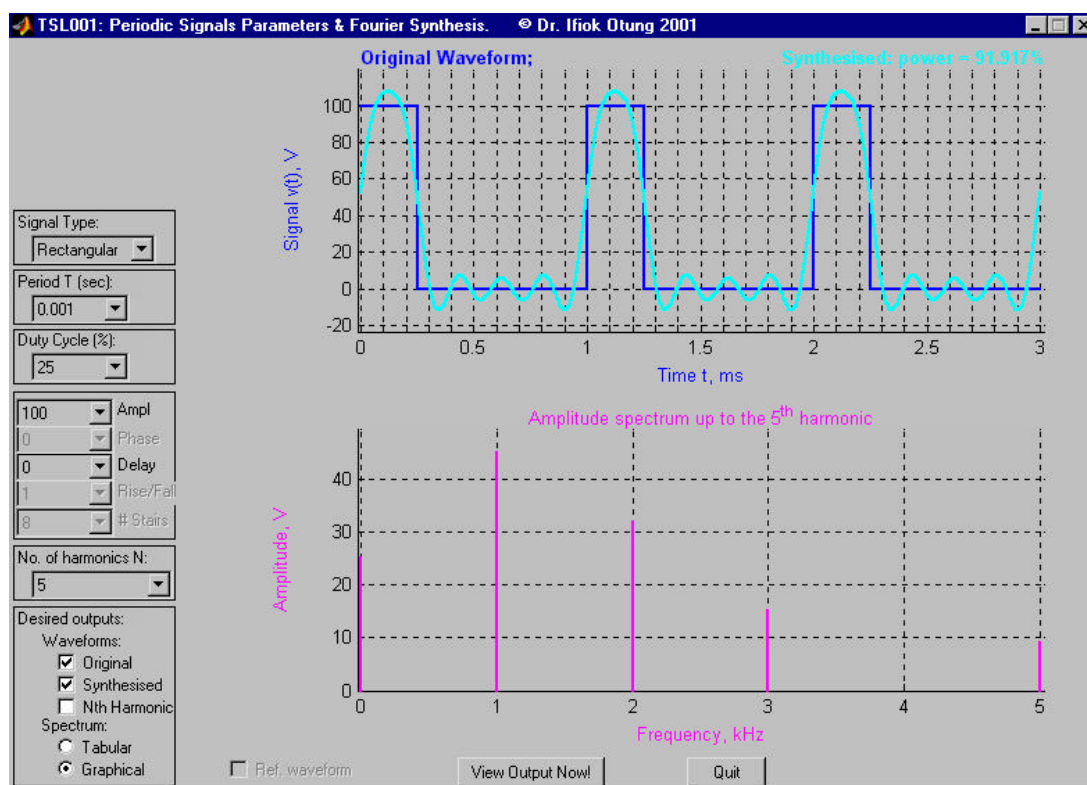 TSL001: Periodic Signals Parameters & Fourier Synthesis. © Dr. Ifiok Otung 2001
Original Waveform;
Synthesised: power = 91.917%
Signal v(t), V
100
80
60
40
20
0
-20
0 0.5 1 1.5 2 2.5 3
Time t, ms
Signal Type:
Rectangular
Period T (sec):
0.001
Duty Cycle (%):
25
100 Ampl
0 Phase
0 Delay
1 Rise/Fall
8 # Stairs
No. of harmonics N:
5
Desired outputs:
Waveforms:
Original
Synthesised
Nth Harmonic
Spectrum:
Tabular
Graphical
Amplitude spectrum up to the 5th harmonic
Amplitude, V
40
30
20
10
0
0 1 2 3 4 5
Frequency, kHz
Ref. waveform
View Output Now!
Quit